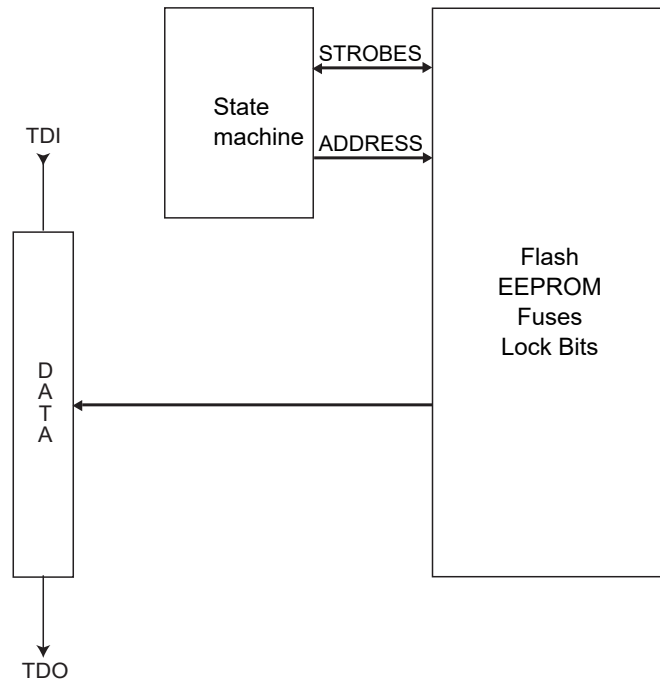 STROBES
State
machine
ADDRESS
TDI
Flash
EEPROM
Fuses
Lock Bits
D
A
T
A
TDO